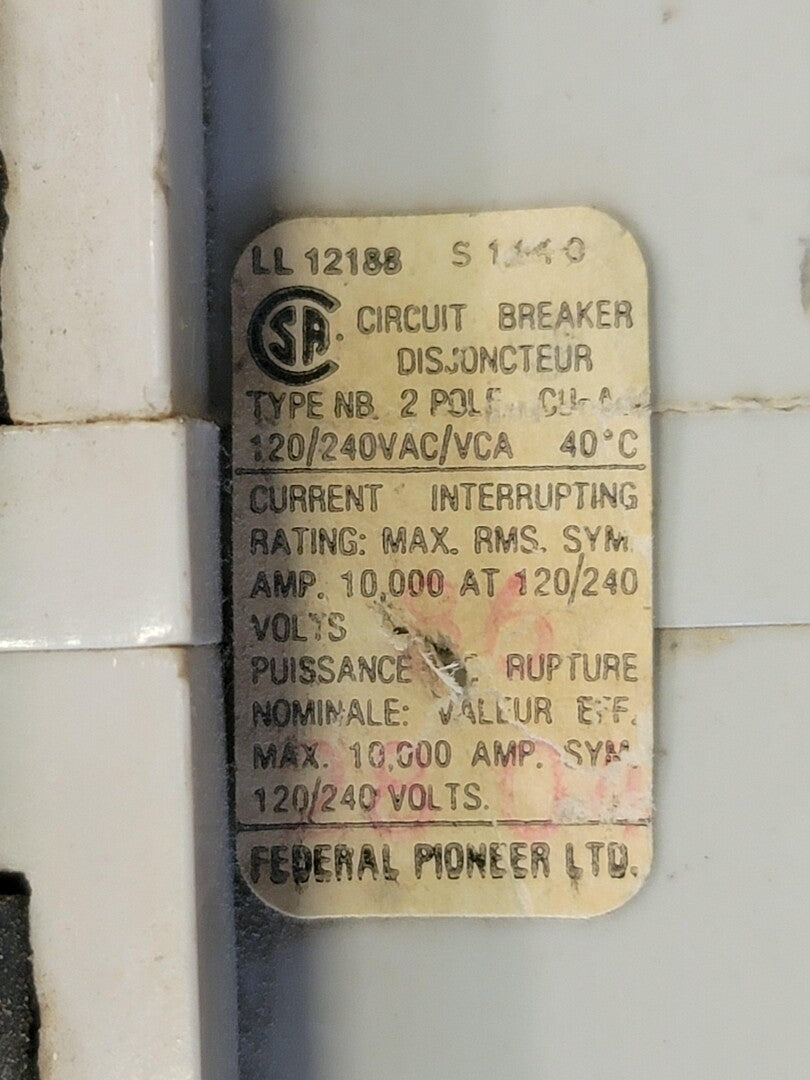 LL 12188
CSA. CIRCUIT BREAKER
DISJONCTEUR
TYPE NB 2 POLE
120/240VAC/VCA 40°C
CURRENT INTERRUPTING
RATING: MAX. RMS. SYM.
AMP. 10,000 AT 120/240
VOLTS
PUISSANCE RUPTURE
NOMINALE: VALEUR EFF.
MAX. 10,000 AMP. SYM.
120/240 VOLTS.
FEDERAL PIONEER LTD.